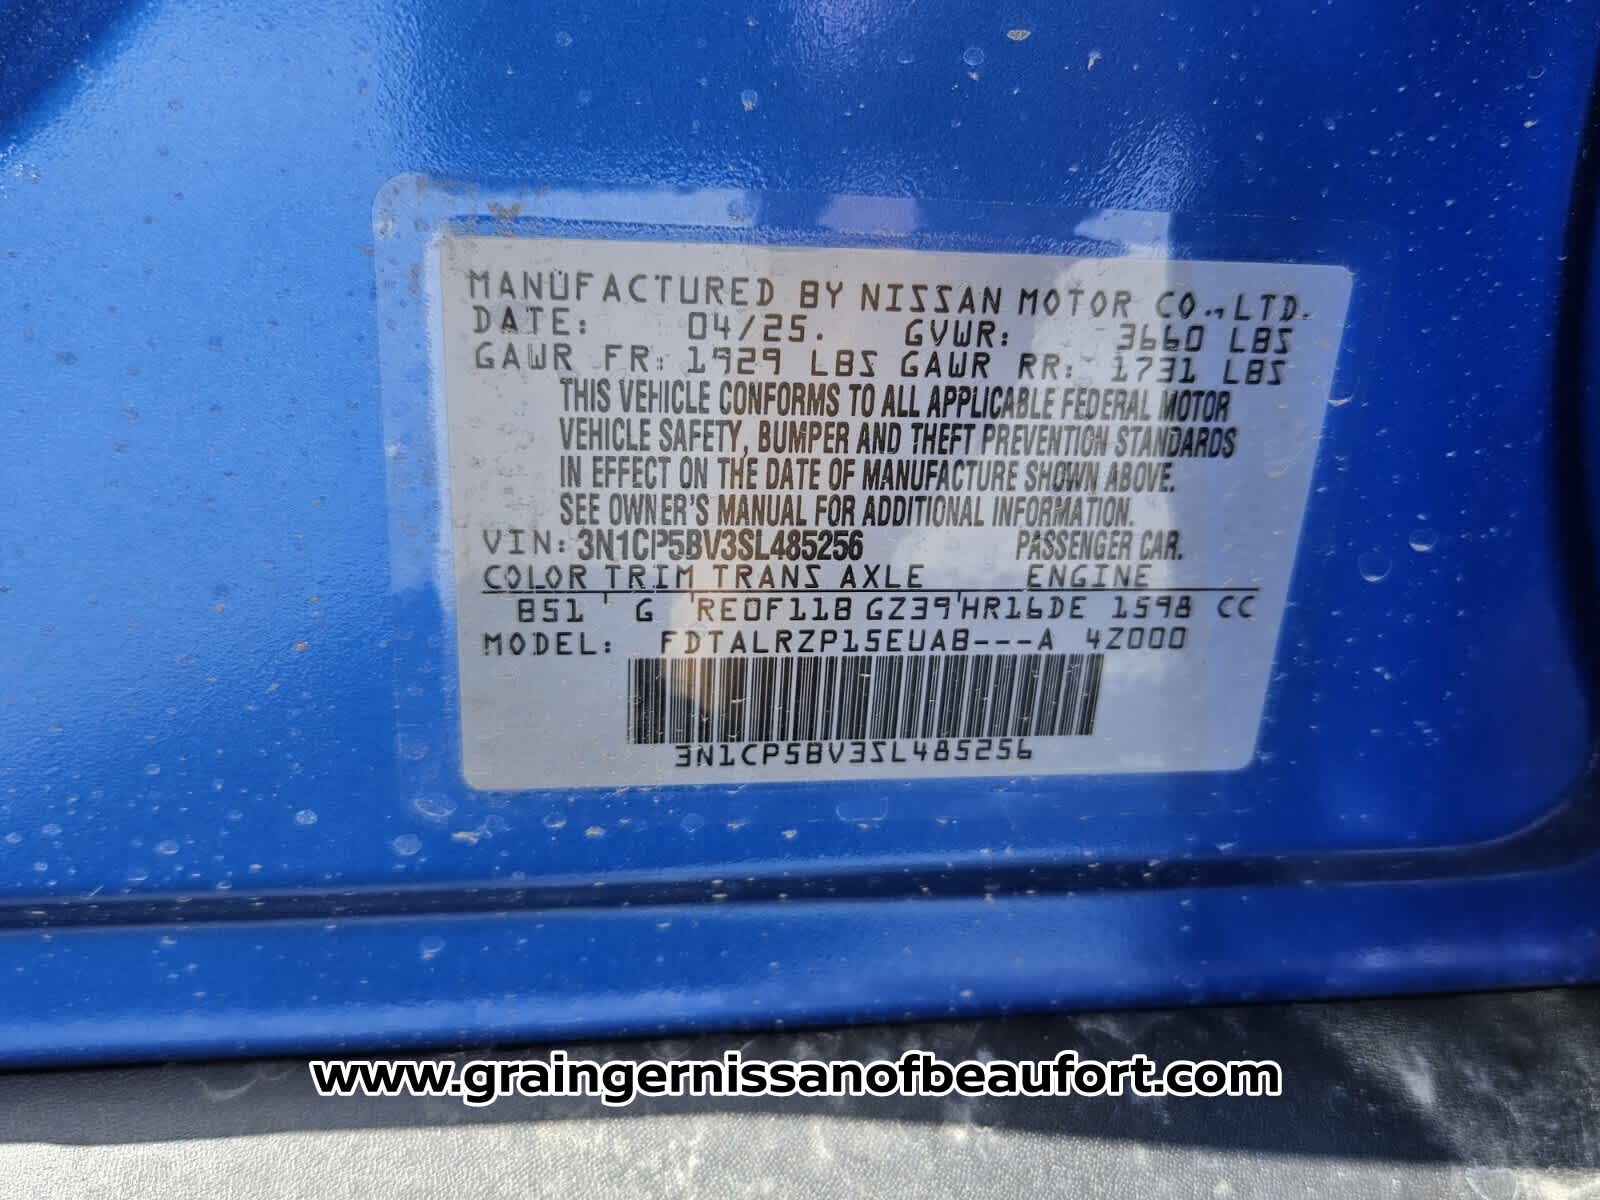 MANUFACTURED BY NISSAN MOTOR CO., LTD.
DATE: 04/25. GVWR: 3660 LBS
GAWR FR: 1929 LBS GAWR RR: 1731 LBS
THIS VEHICLE CONFORMS TO ALL APPLICABLE FEDERAL MOTOR
VEHICLE SAFETY, BUMPER AND THEFT PREVENTION STANDARDS
IN EFFECT ON THE DATE OF MANUFACTURE SHOWN ABOVE.
SEE OWNER'S MANUAL FOR ADDITIONAL INFORMATION.
VIN: 3N1CP5BV3SL485256 PASSENGER CAR.
COLOR TRIM TRANS AXLE ENGINE
B51 G RE0F11B GZ39 HR16DE 1598 CC
MODEL: FDTALRZP15EUAB---A 4Z000
3N1CP5BV3SL485256
www.graingernissanofbeaufort.com